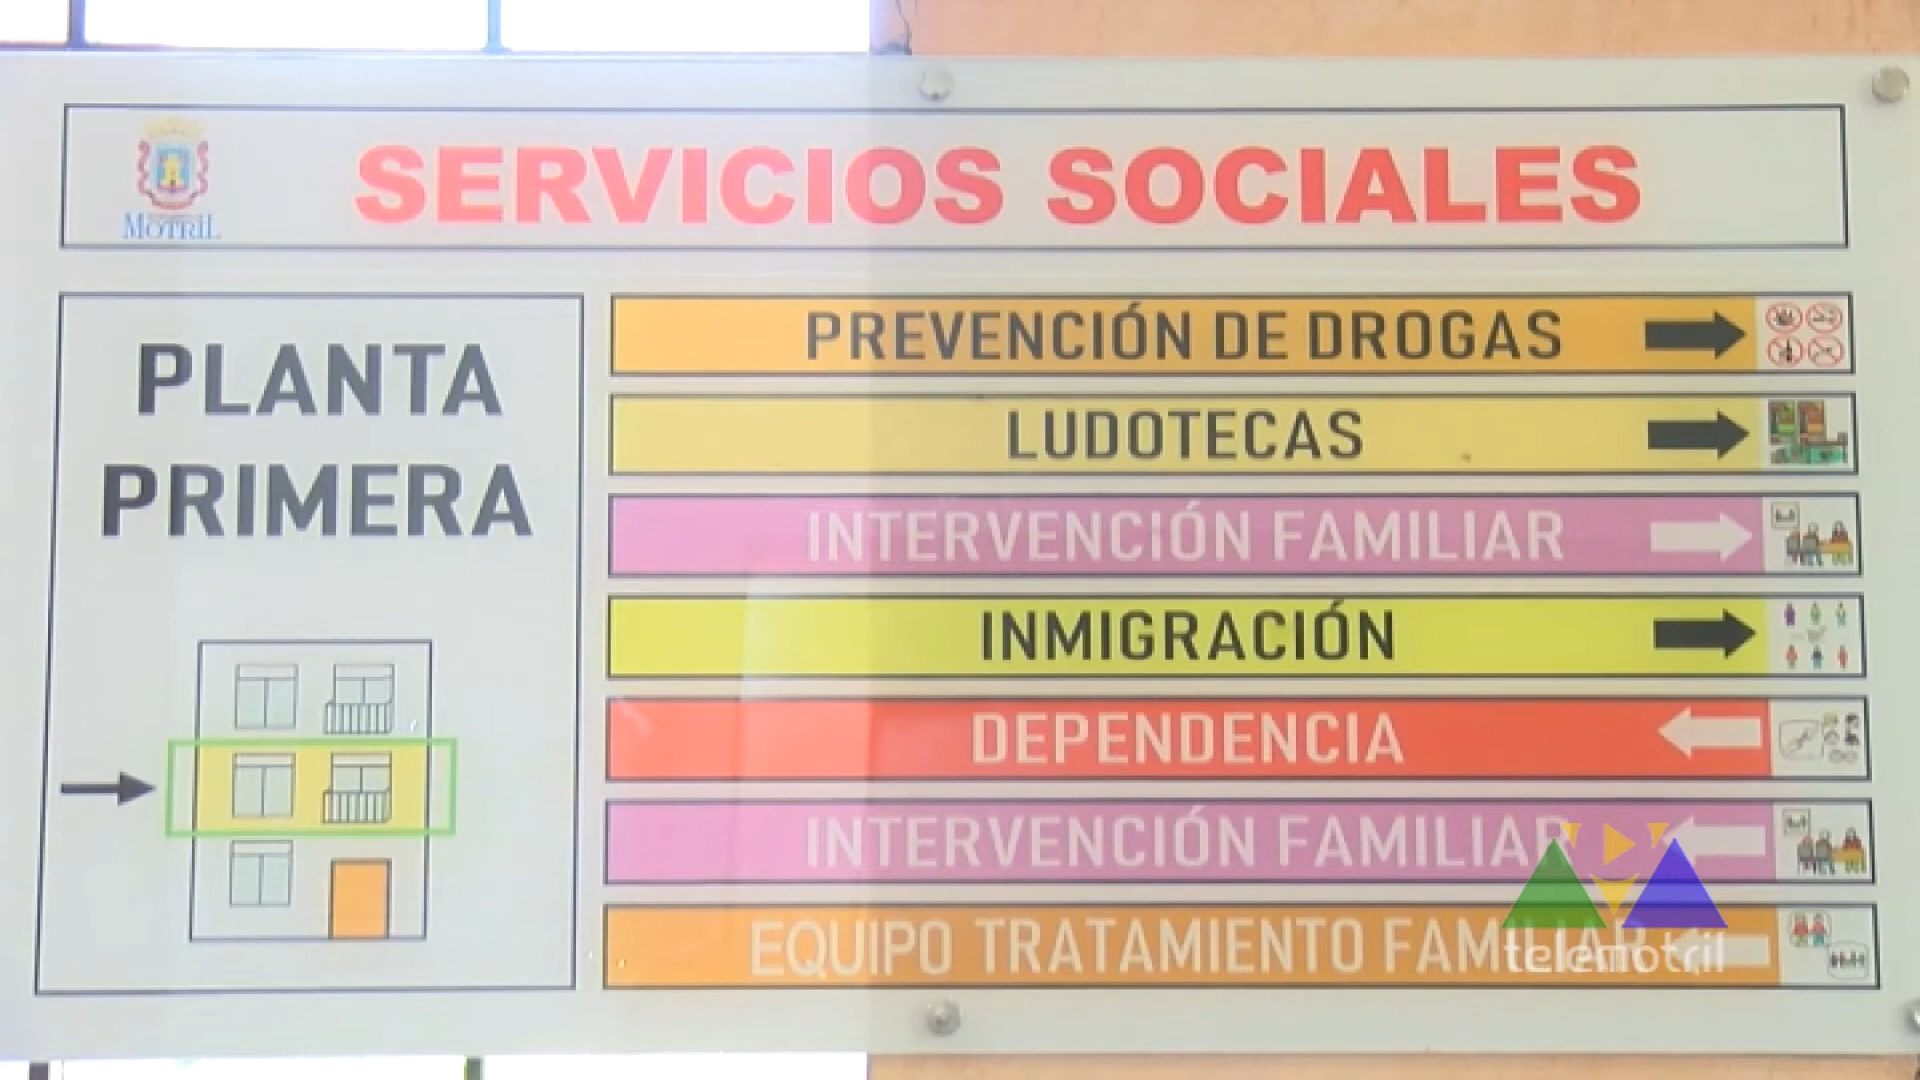 MOTRIL
SERVICIOS SOCIALES
PLANTA
PRIMERA
PREVENCIÓN DE DROGAS
LUDOTECAS
INTERVENCIÓN FAMILIAR
INMIGRACIÓN
DEPENDENCIA
INTERVENCIÓN FAMILIAR
EQUIPO TRATAMIENTO FAMILIAR
telemotril